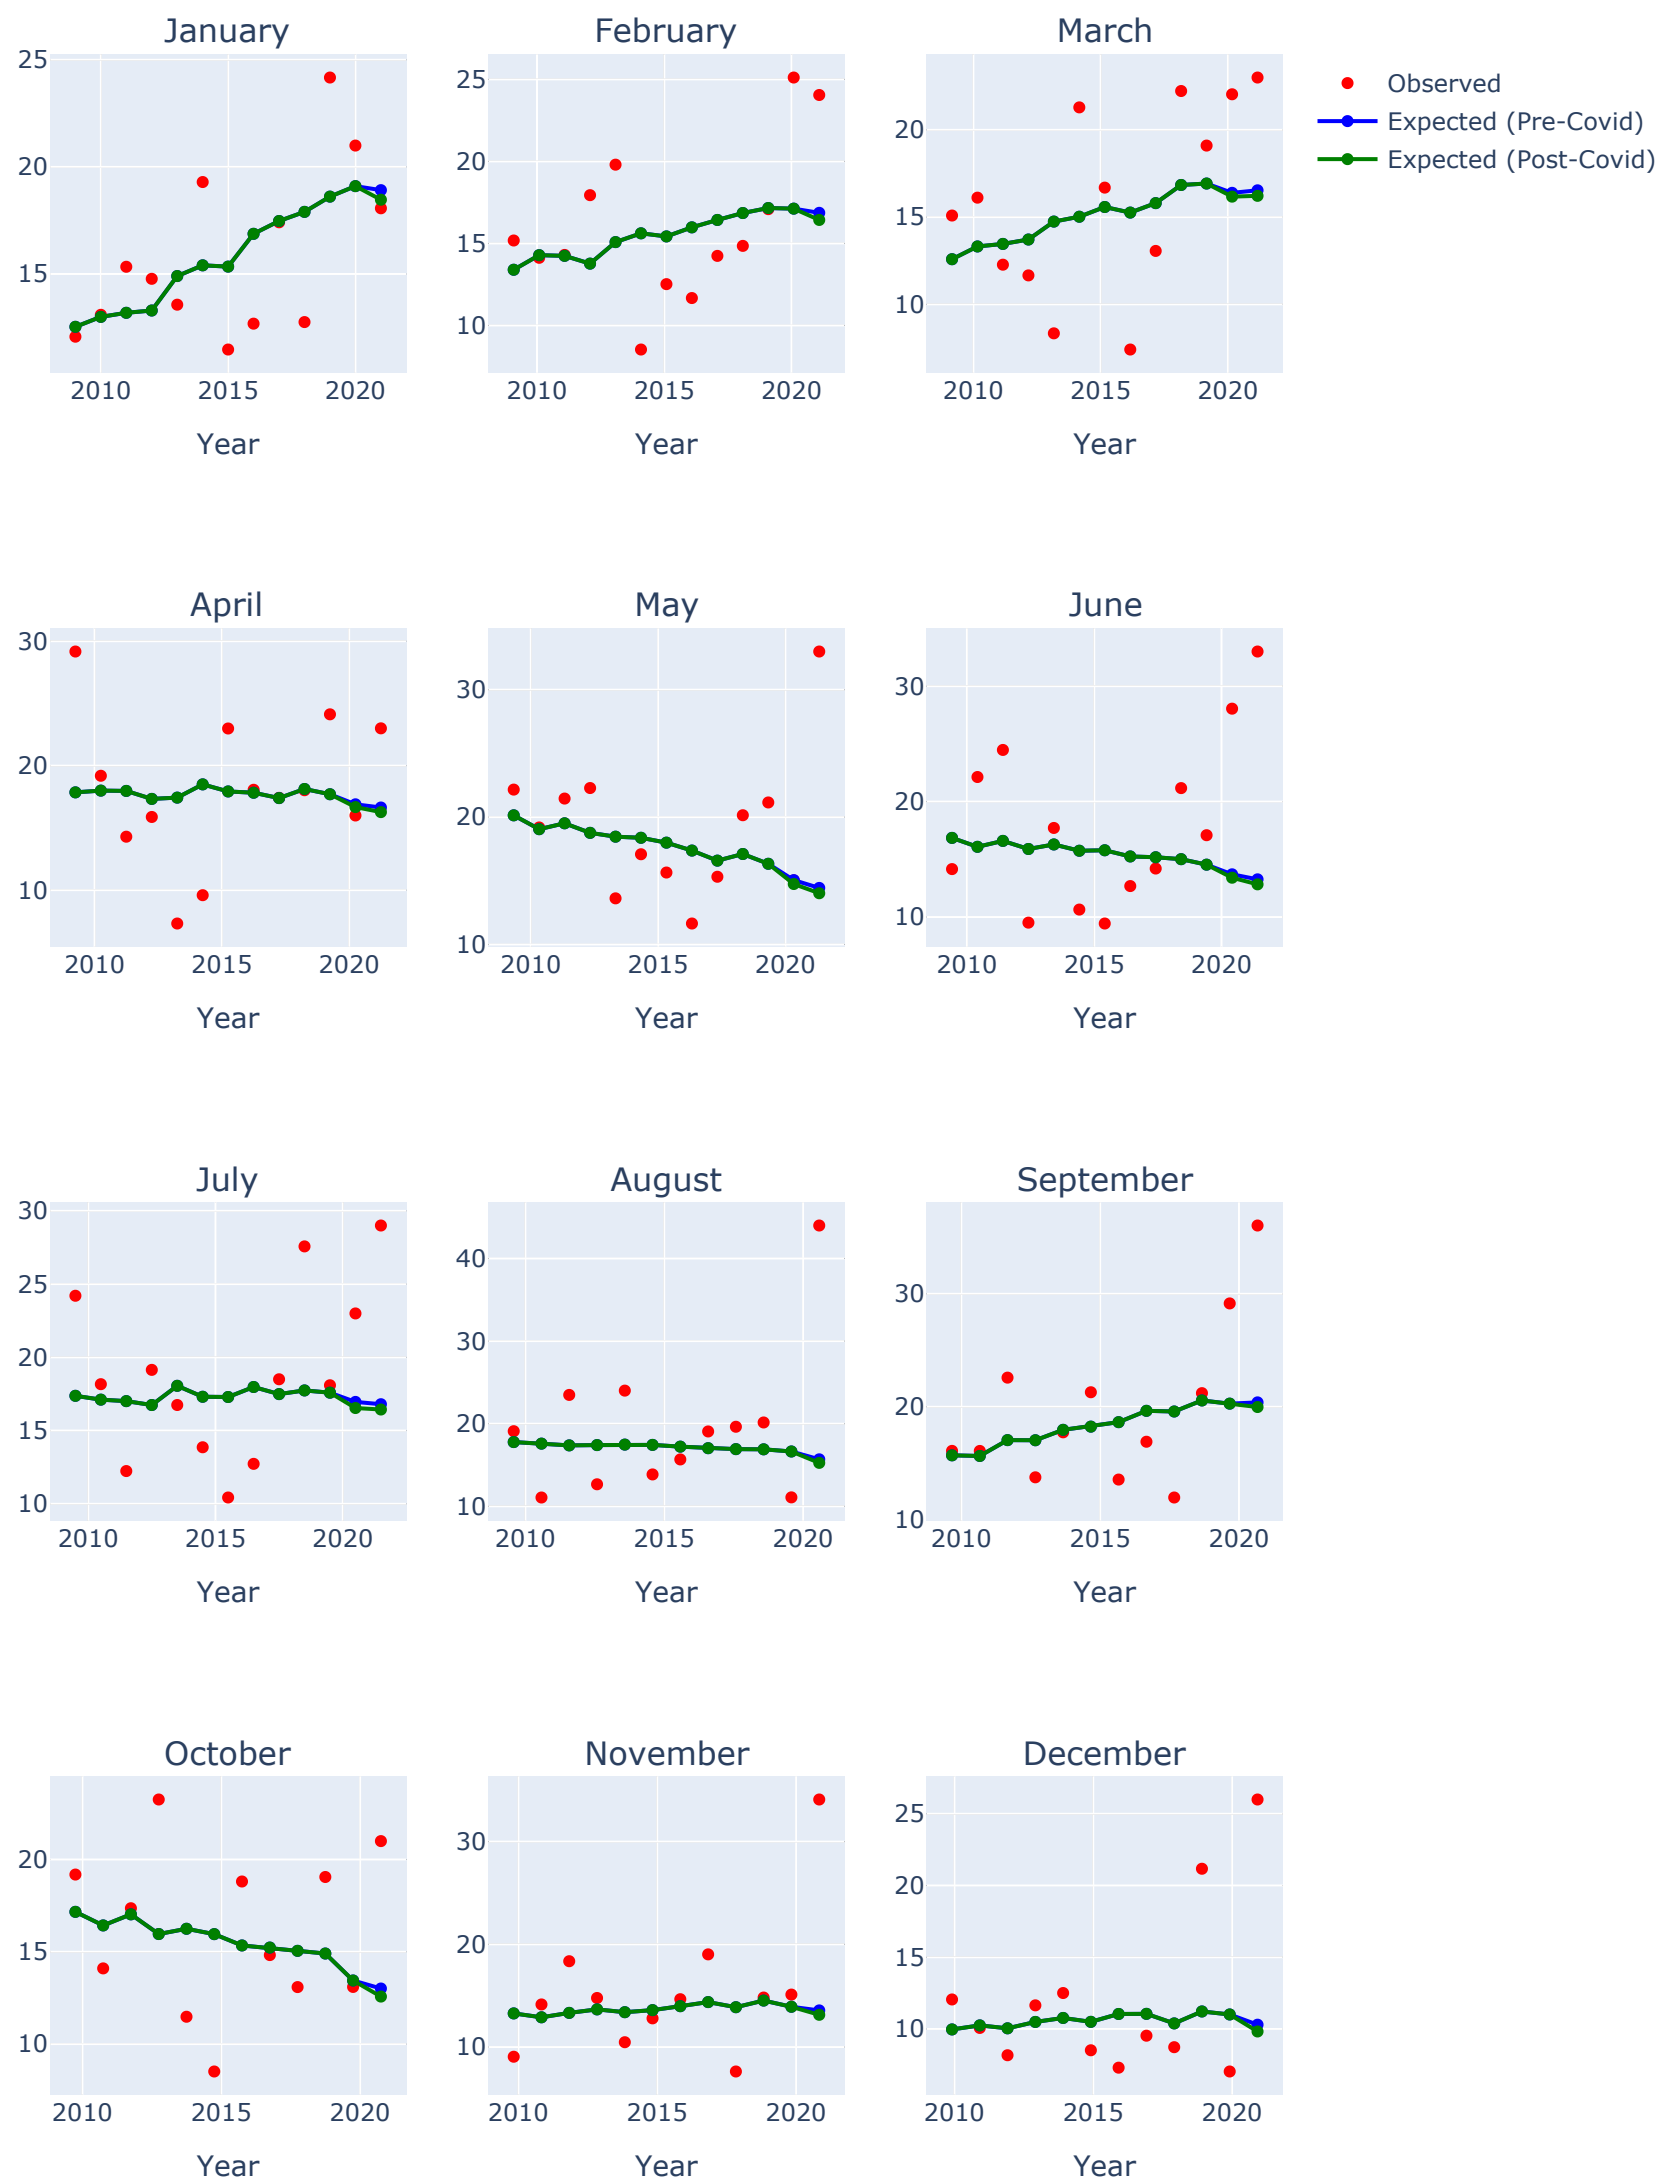 January
February
March
25
20
15
2010
2015
2020
Year
25
20
15
10
2010
2015
2020
Year
20
15
10
2010
2015
2020
Year
Observed
Expected (Pre-Covid)
Expected (Post-Covid)
April
May
June
30
20
10
2010
2015
2020
Year
30
20
10
2010
2015
2020
Year
30
20
10
2010
2015
2020
Year
July
August
September
30
25
20
15
10
2010
2015
2020
Year
40
30
20
10
2010
2015
2020
Year
30
20
10
2010
2015
2020
Year
October
November
December
20
15
10
2010
2015
2020
Year
30
20
10
2010
2015
2020
Year
25
20
15
10
2010
2015
2020
Year